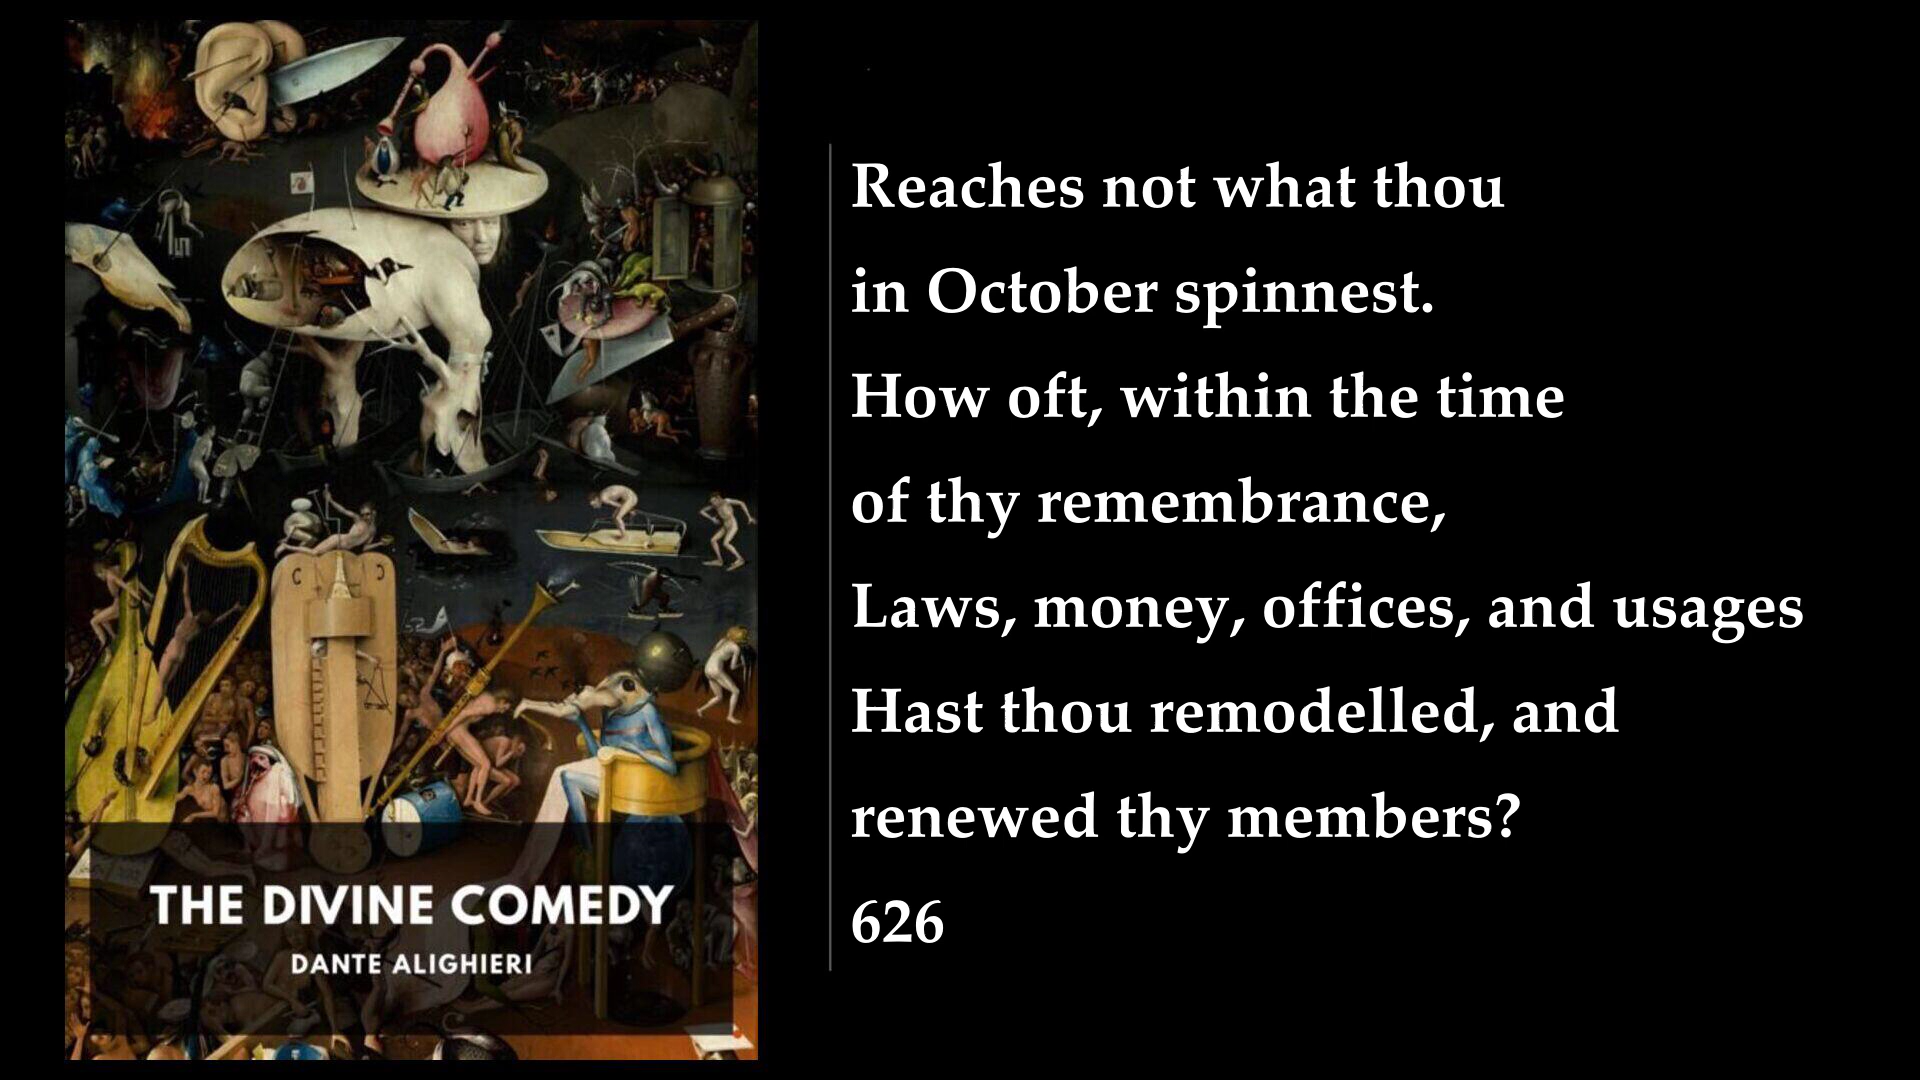 THE DIVINE COMEDY
DANTE ALIGHIERI
Reaches not what thou
in October spinnest.
How oft, within the time
of thy remembrance,
Laws, money, offices, and usages
Hast thou remodelled, and
renewed thy members?
626